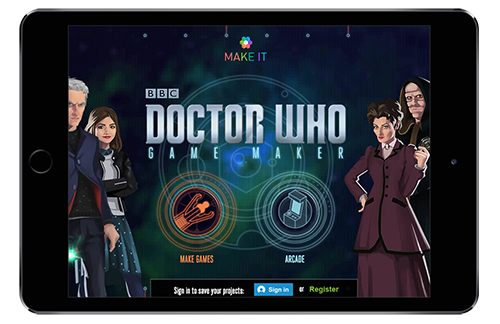 MAKE IT
BBC
DOCTOR WHO
GAME MAKER
MAKE GAMES
ARCADE
Sign in to save your projects: Sign in or Register